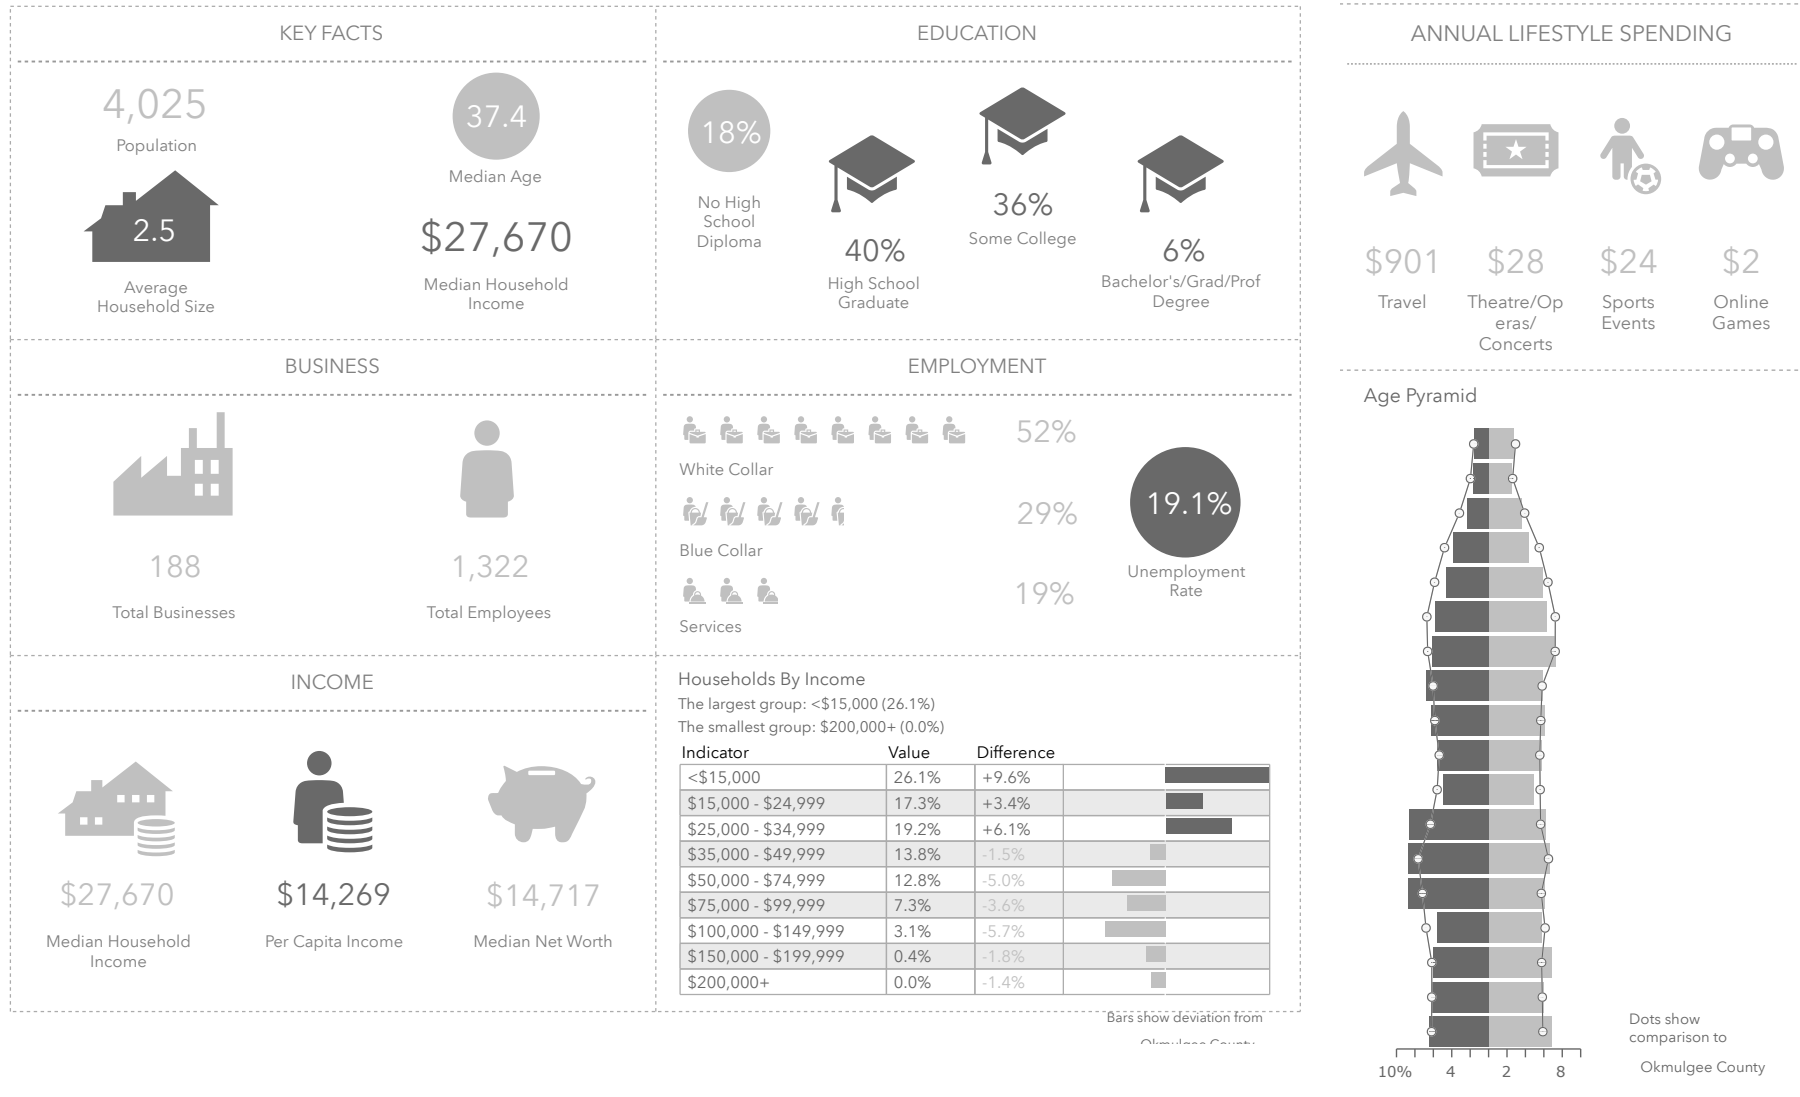 KEY FACTS
4,025
Population
37.4
Median Age
2.5
Average
Household Size
$27,670
Median Household
Income
EDUCATION
18%
No High
School
Diploma
40%
High School
Graduate
36%
Some College
6%
Bachelor's/Grad/Prof
Degree
BUSINESS
188
Total Businesses
1,322
Total Employees
EMPLOYMENT
52%
White Collar
29%
Blue Collar
19%
Services
19.1%
Unemployment
Rate
INCOME
$27,670
Median Household
Income
$14,269
Per Capita Income
$14,717
Median Net Worth
Households By Income
The largest group: <$15,000 (26.1%)
The smallest group: $200,000+ (0.0%)
Indicator Value Difference
<$15,000 26.1% +9.6%
$15,000 - $24,999 17.3% +3.4%
$25,000 - $34,999 19.2% +6.1%
$35,000 - $49,999 13.8% -1.5%
$50,000 - $74,999 12.8% -5.0%
$75,000 - $99,999 7.3% -3.6%
$100,000 - $149,999 3.1% -5.7%
$150,000 - $199,999 0.4% -1.8%
$200,000+ 0.0% -1.4%
Bars show deviation from
Okmulgee County
ANNUAL LIFESTYLE SPENDING
$901
Travel
$28
Theatre/Op
eras/
Concerts
$24
Sports
Events
$2
Online
Games
Age Pyramid
10% 4 2 8
Dots show
comparison to
Okmulgee County